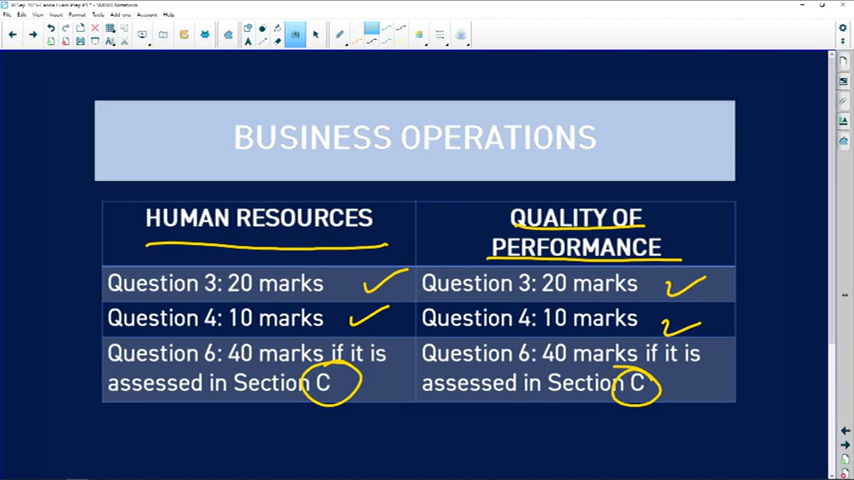 File Edit View Insert Format Tools Add-ons Account Help
BUSINESS OPERATIONS
HUMAN RESOURCES
QUALITY OF
PERFORMANCE
Question 3: 20 marks
Question 3: 20 marks
Question 4: 10 marks
Question 4: 10 marks
Question 6: 40 marks if it is
assessed in Section C
Question 6: 40 marks if it is
assessed in Section C